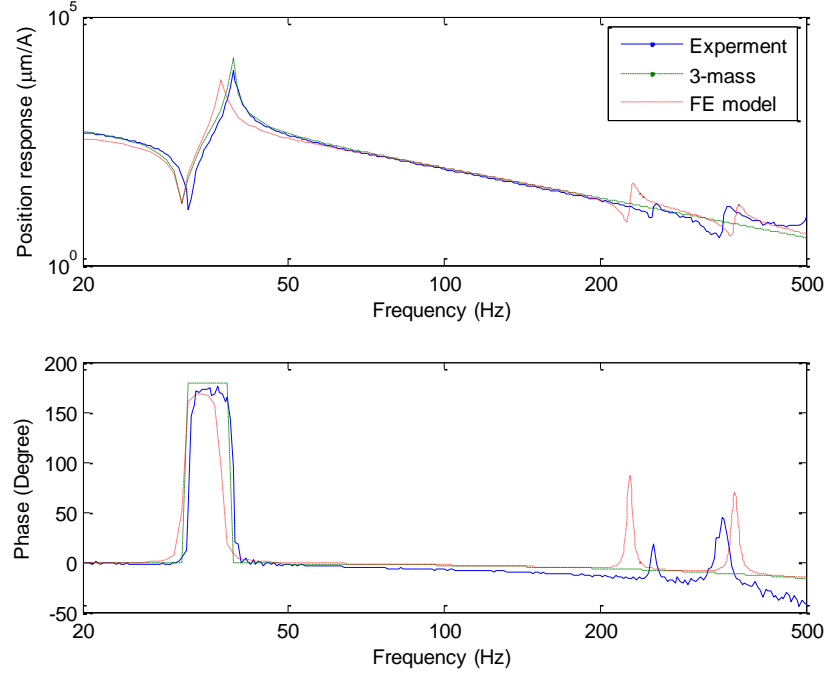 10^5
Position response (μm/A)
Experment
3-mass
FE model
10^0
20 50 100 200 500
Frequency (Hz)
200
150
Phase (Degree)
100
50
0
-50
20 50 100 200 500
Frequency (Hz)